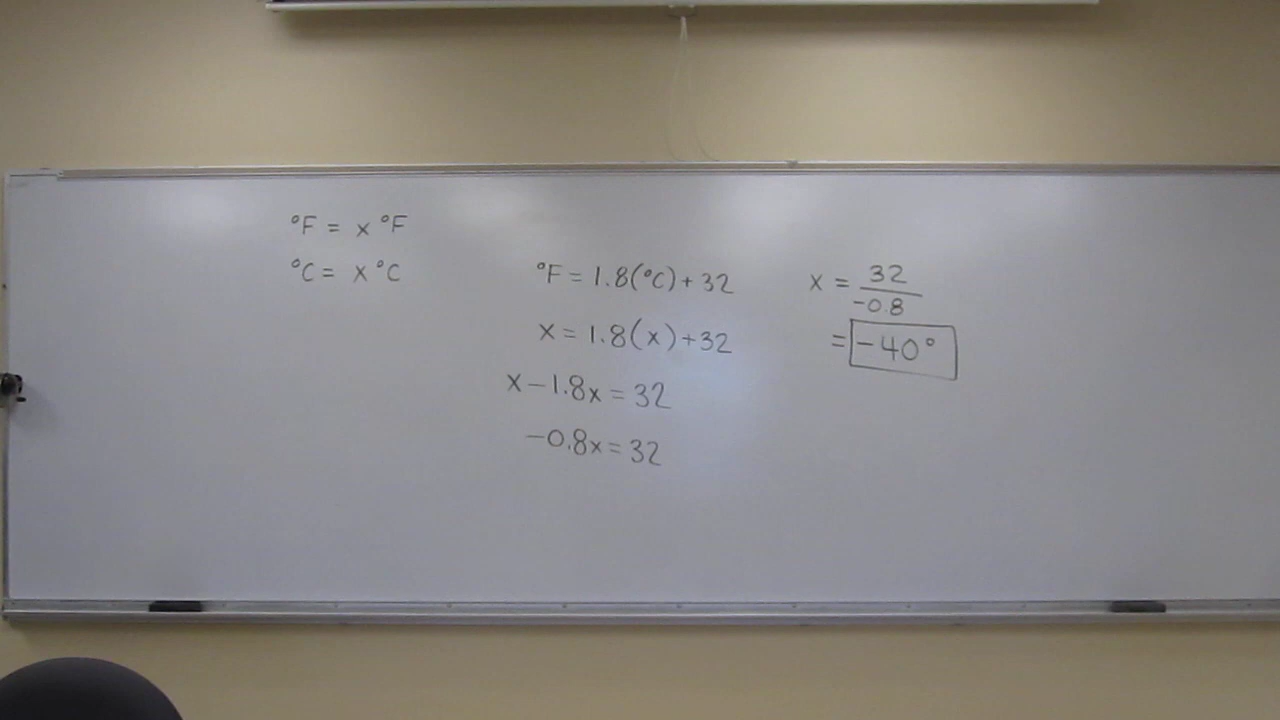 °F = x °F
°C = x °C
°F = 1.8(°C) + 32
x = 1.8(x) + 32
x - 1.8x = 32
-0.8x = 32
x = 32/-0.8
= -40°